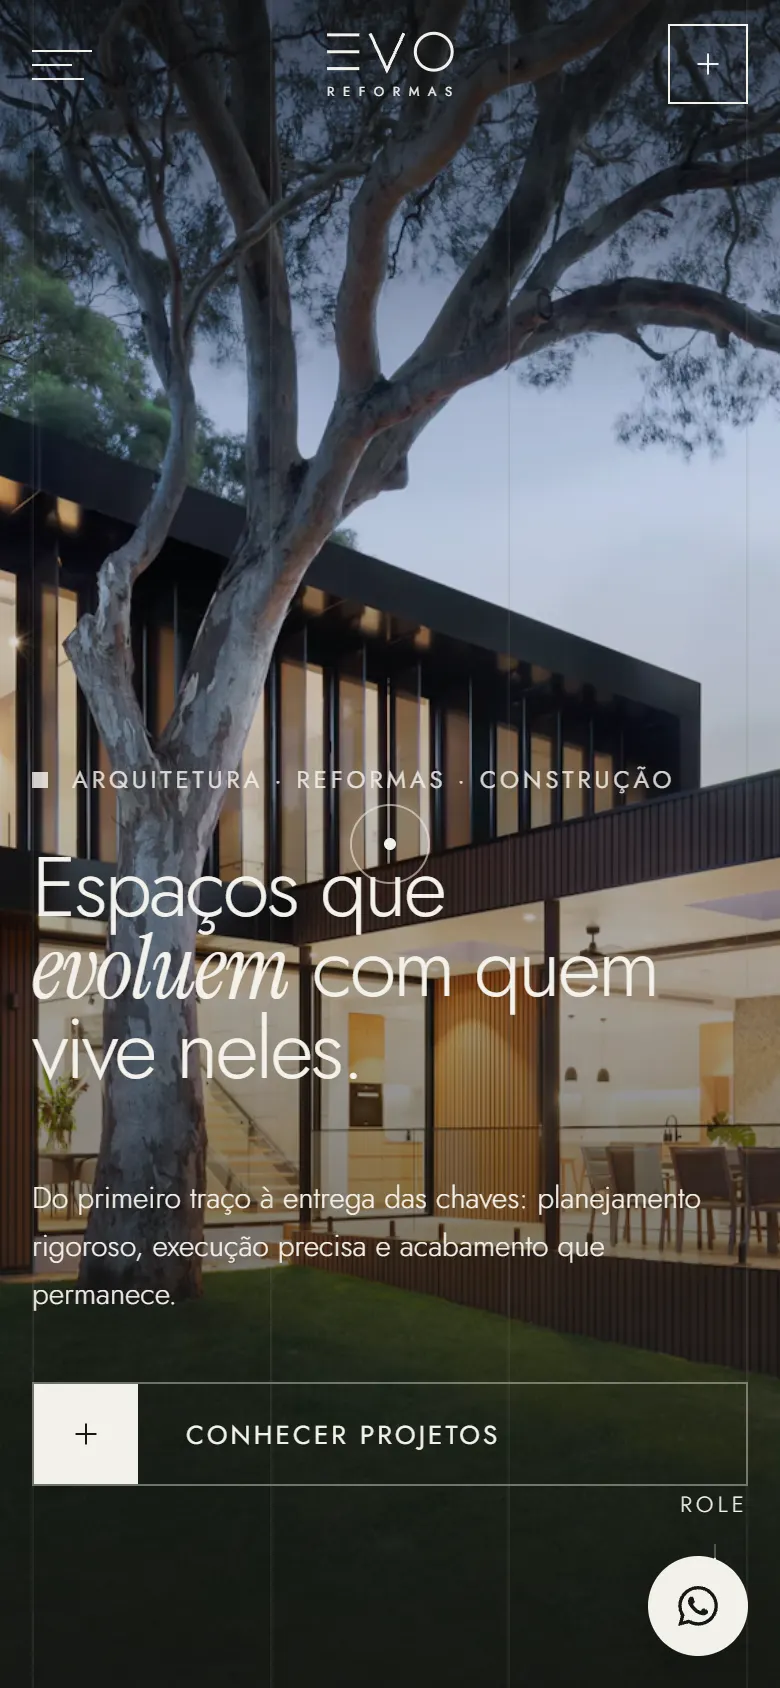 EVO
REFORMAS
ARQUITETURA · REFORMAS · CONSTRUÇÃO
Espaços que
evoluem com quem
vive neles.
Do primeiro traço à entrega das chaves: planejamento
rigoroso, execução precisa e acabamento que
permanece.
CONHECER PROJETOS
ROLE